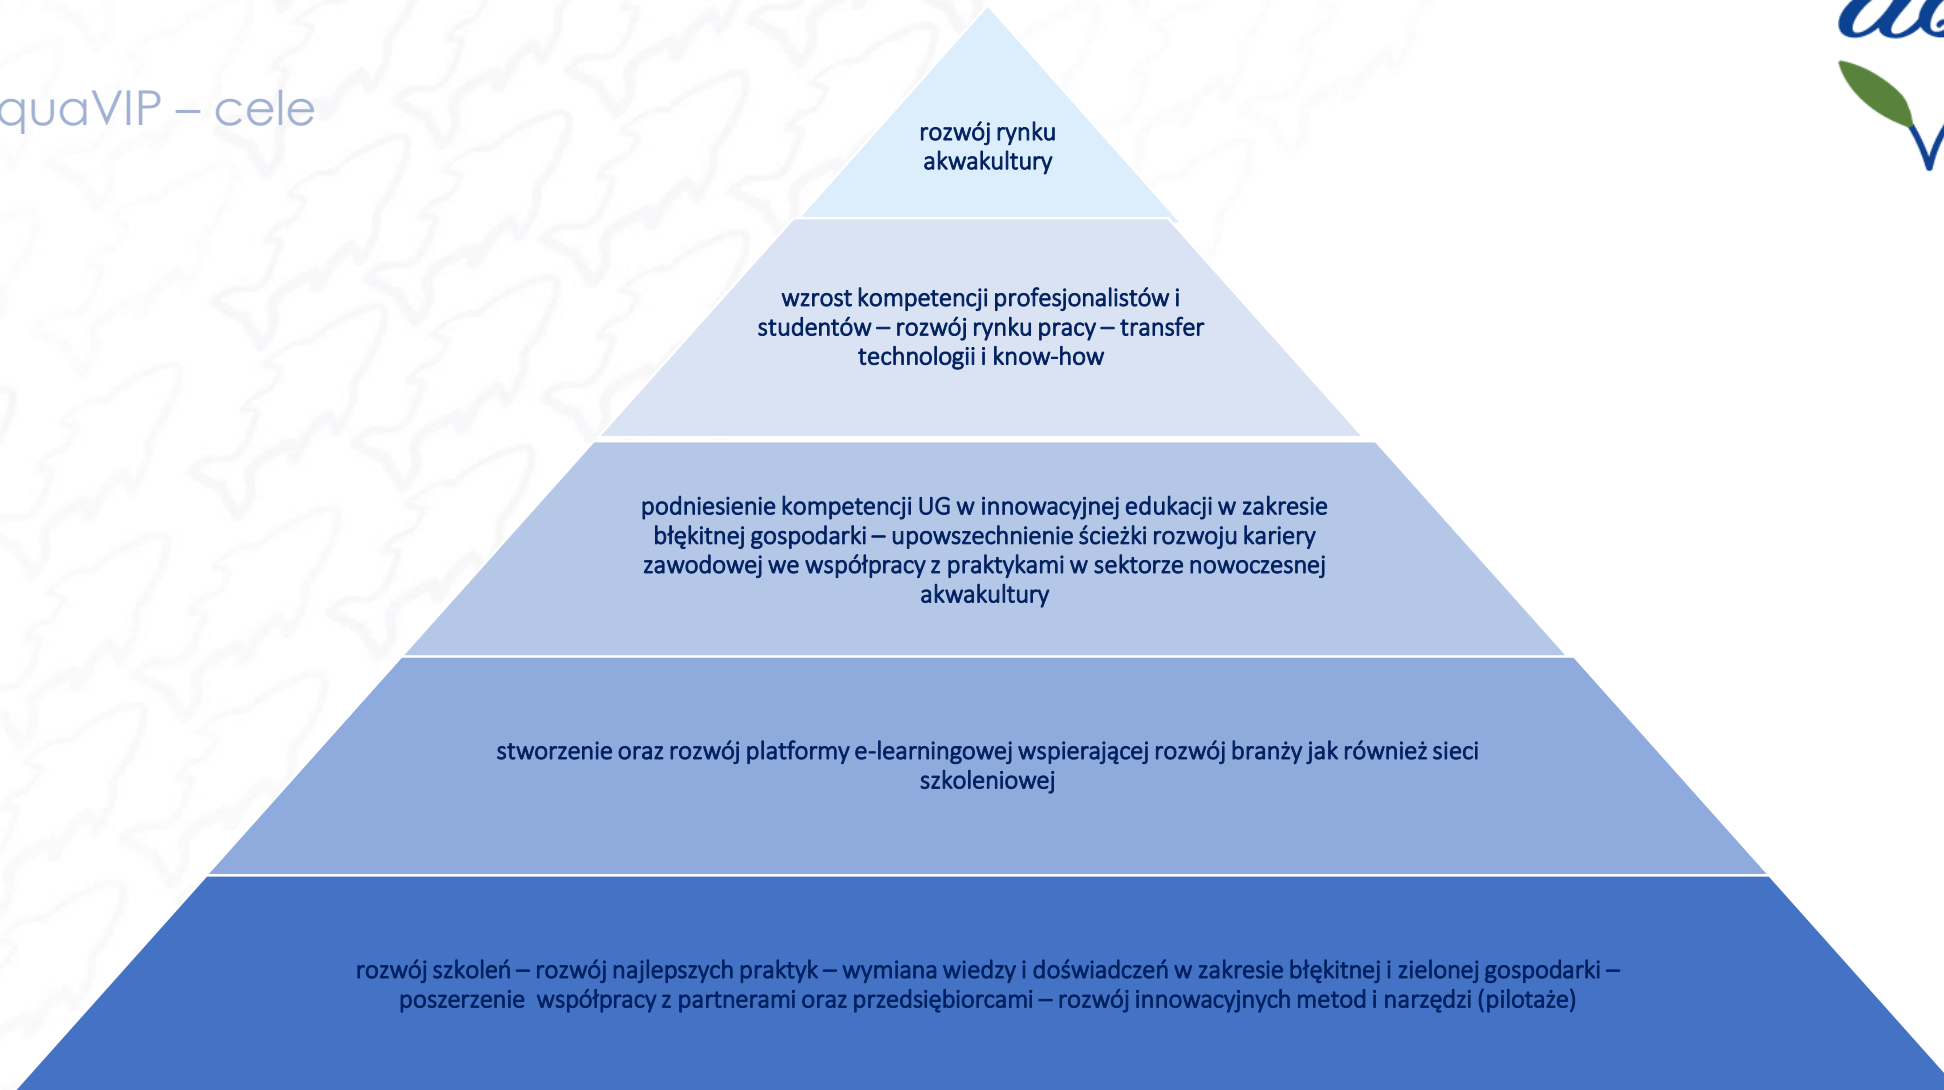 quaVIP – cele
rozwój rynku
akwakultury
wzrost kompetencji profesjonalistów i
studentów – rozwój rynku pracy – transfer
technologii i know-how
podniesienie kompetencji UG w innowacyjnej edukacji w zakresie
błękitnej gospodarki – upowszechnienie ścieżki rozwoju kariery
zawodowej we współpracy z praktykami w sektorze nowoczesnej
akwakultury
stworzenie oraz rozwój platformy e-learningowej wspierającej rozwój branży jak również sieci
szkoleniowej
rozwój szkoleń – rozwój najlepszych praktyk – wymiana wiedzy i doświadczeń w zakresie błękitnej i zielonej gospodarki –
poszerzenie  współpracy z partnerami oraz przedsiębiorcami – rozwój innowacyjnych metod i narzędzi (pilotaże)